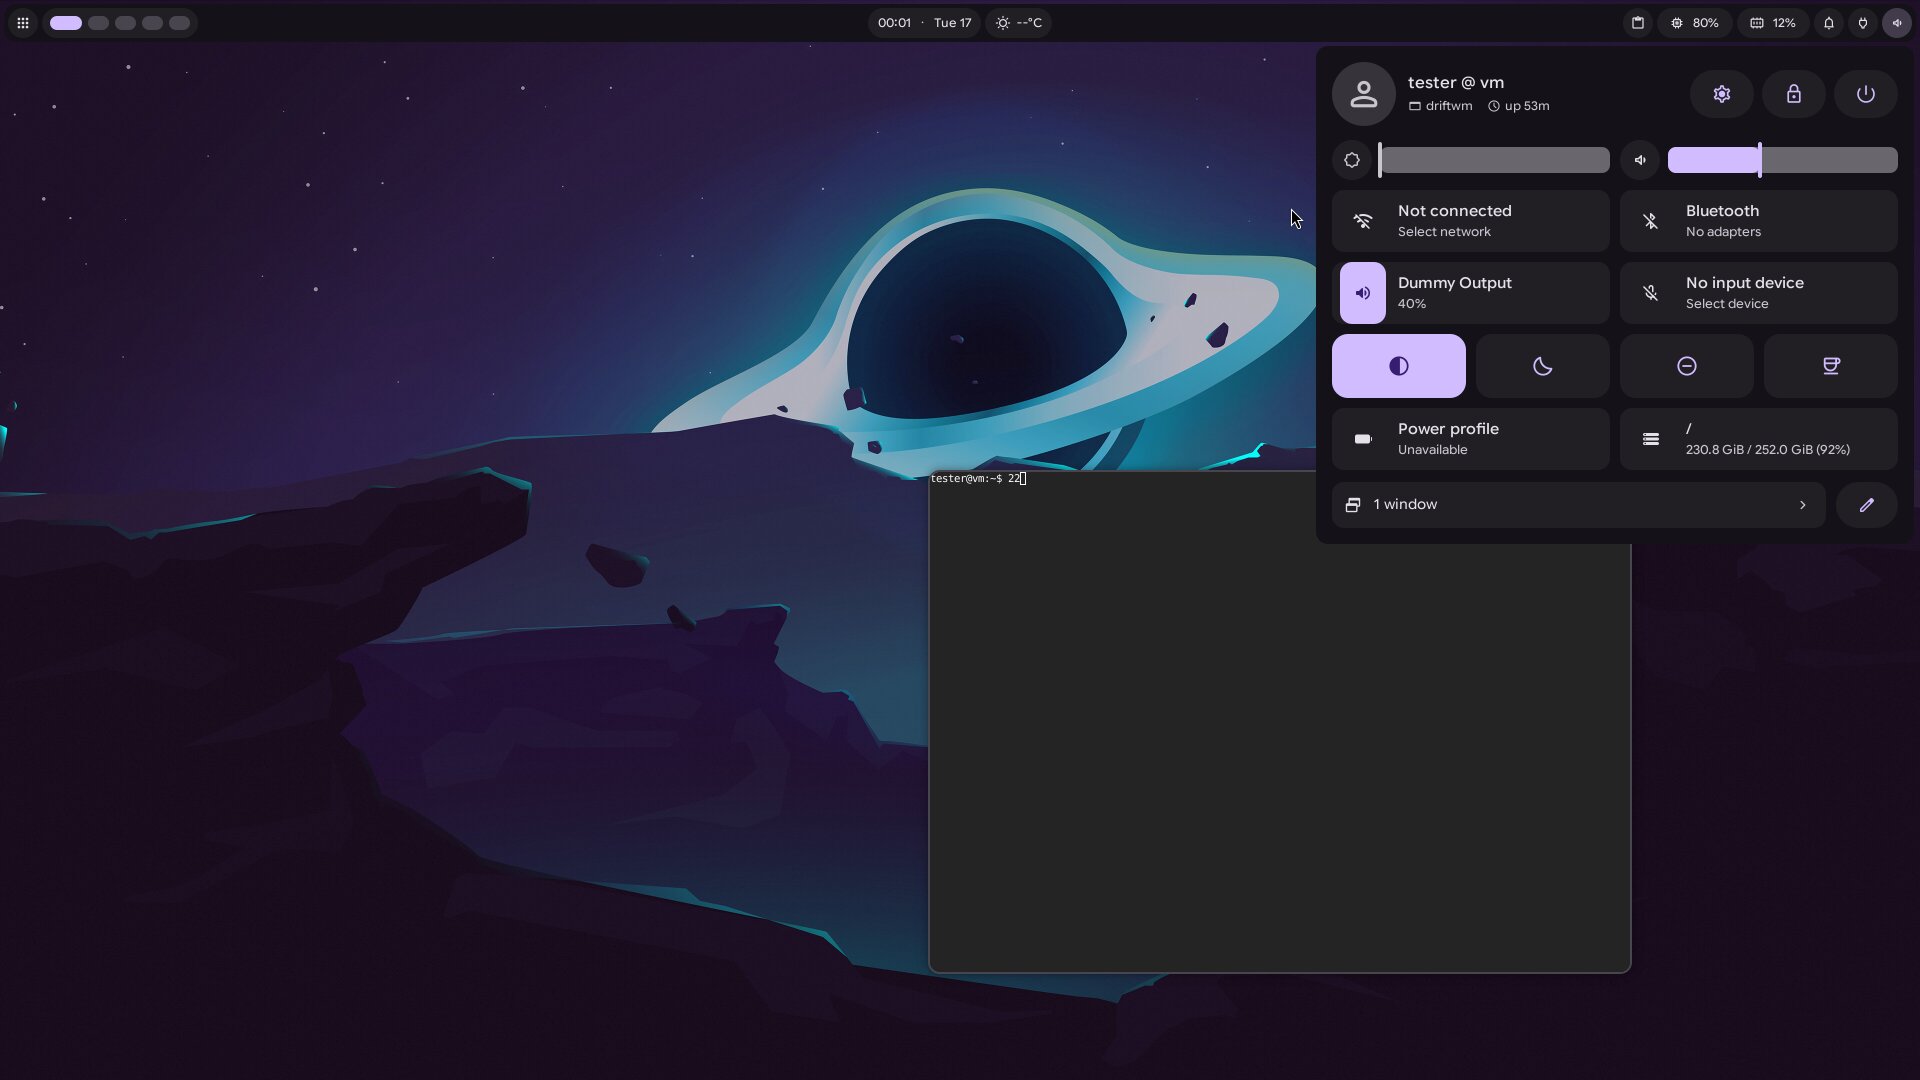 00:01 · Tue 17 --°C
80% 12%
tester @ vm
driftwm up 53m
Not connected
Select network
Bluetooth
No adapters
Dummy Output
40%
No input device
Select device
Power profile
Unavailable
/
230.8 GiB / 252.0 GiB (92%)
1 window
tester@vm:~$ 22